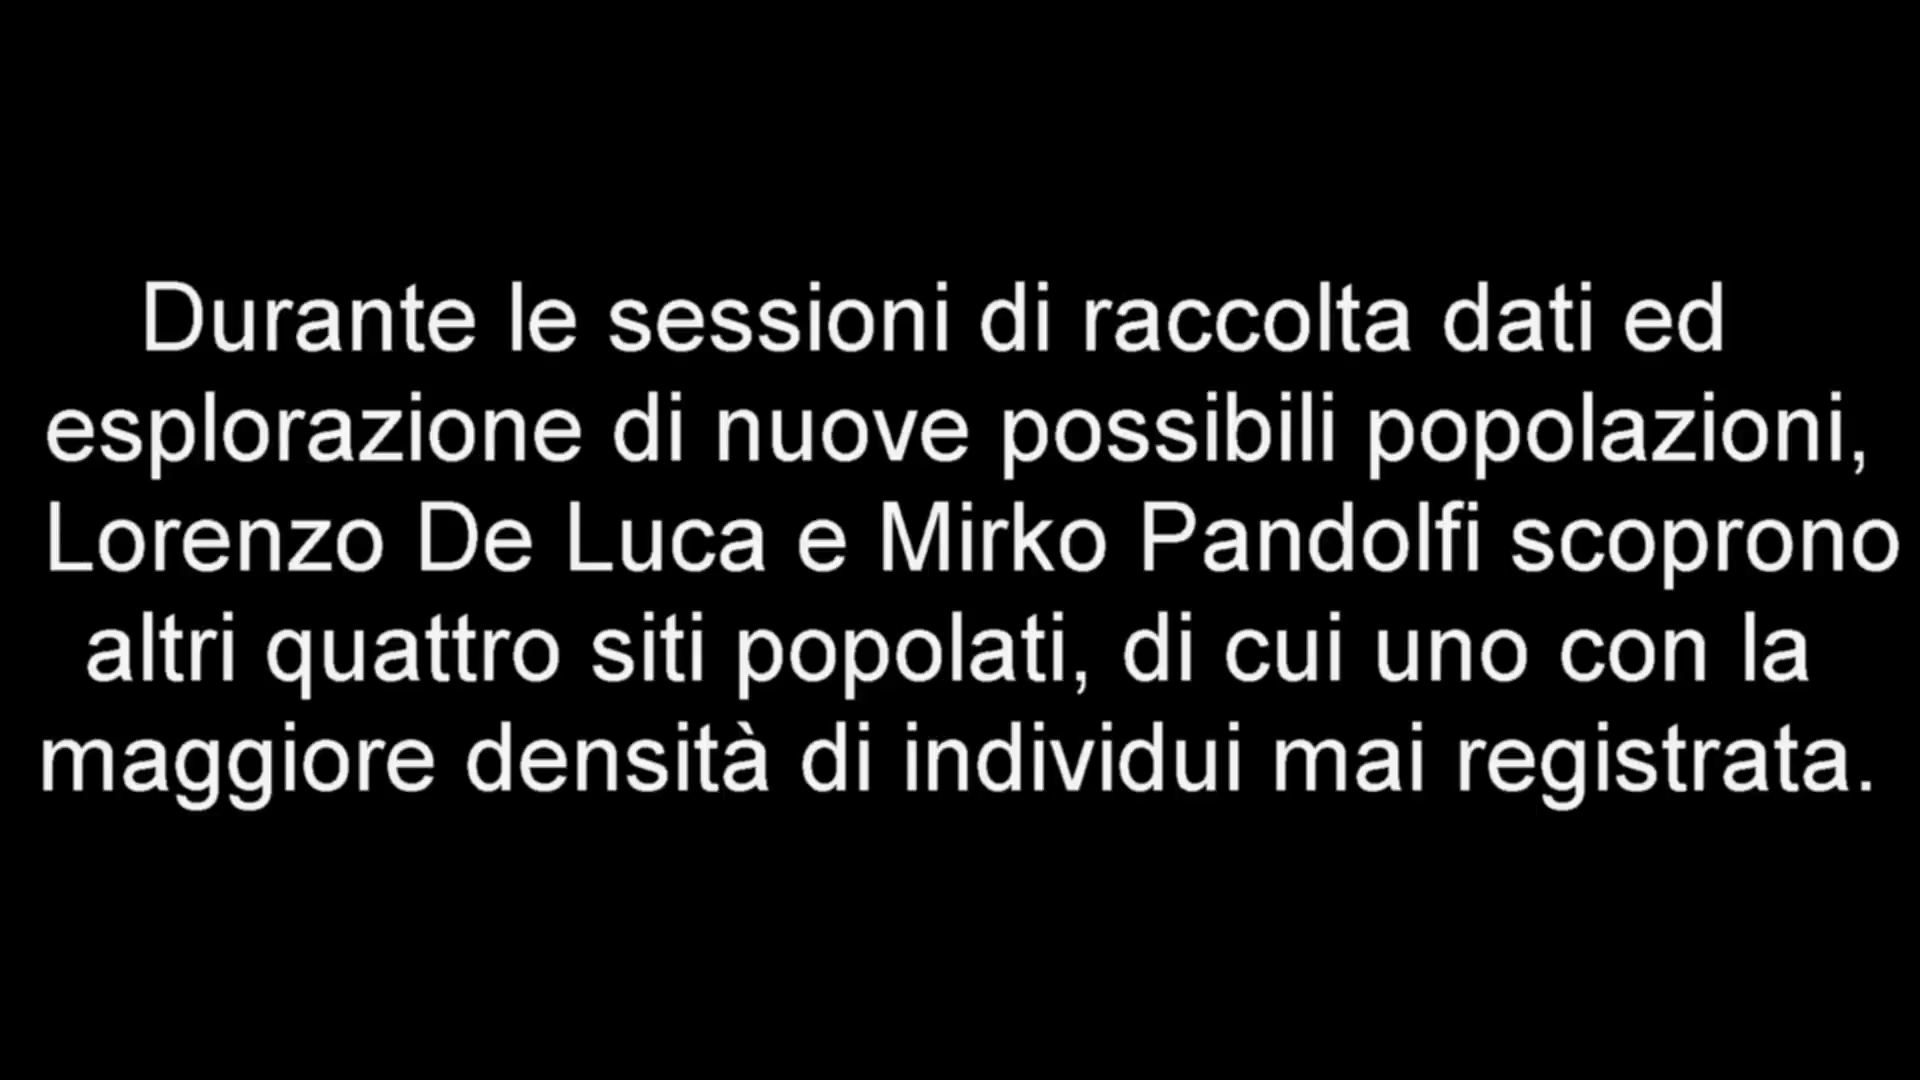 Durante le sessioni di raccolta dati ed
esplorazione di nuove possibili popolazioni,
Lorenzo De Luca e Mirko Pandolfi scoprono
altri quattro siti popolati, di cui uno con la
maggiore densità di individui mai registrata.